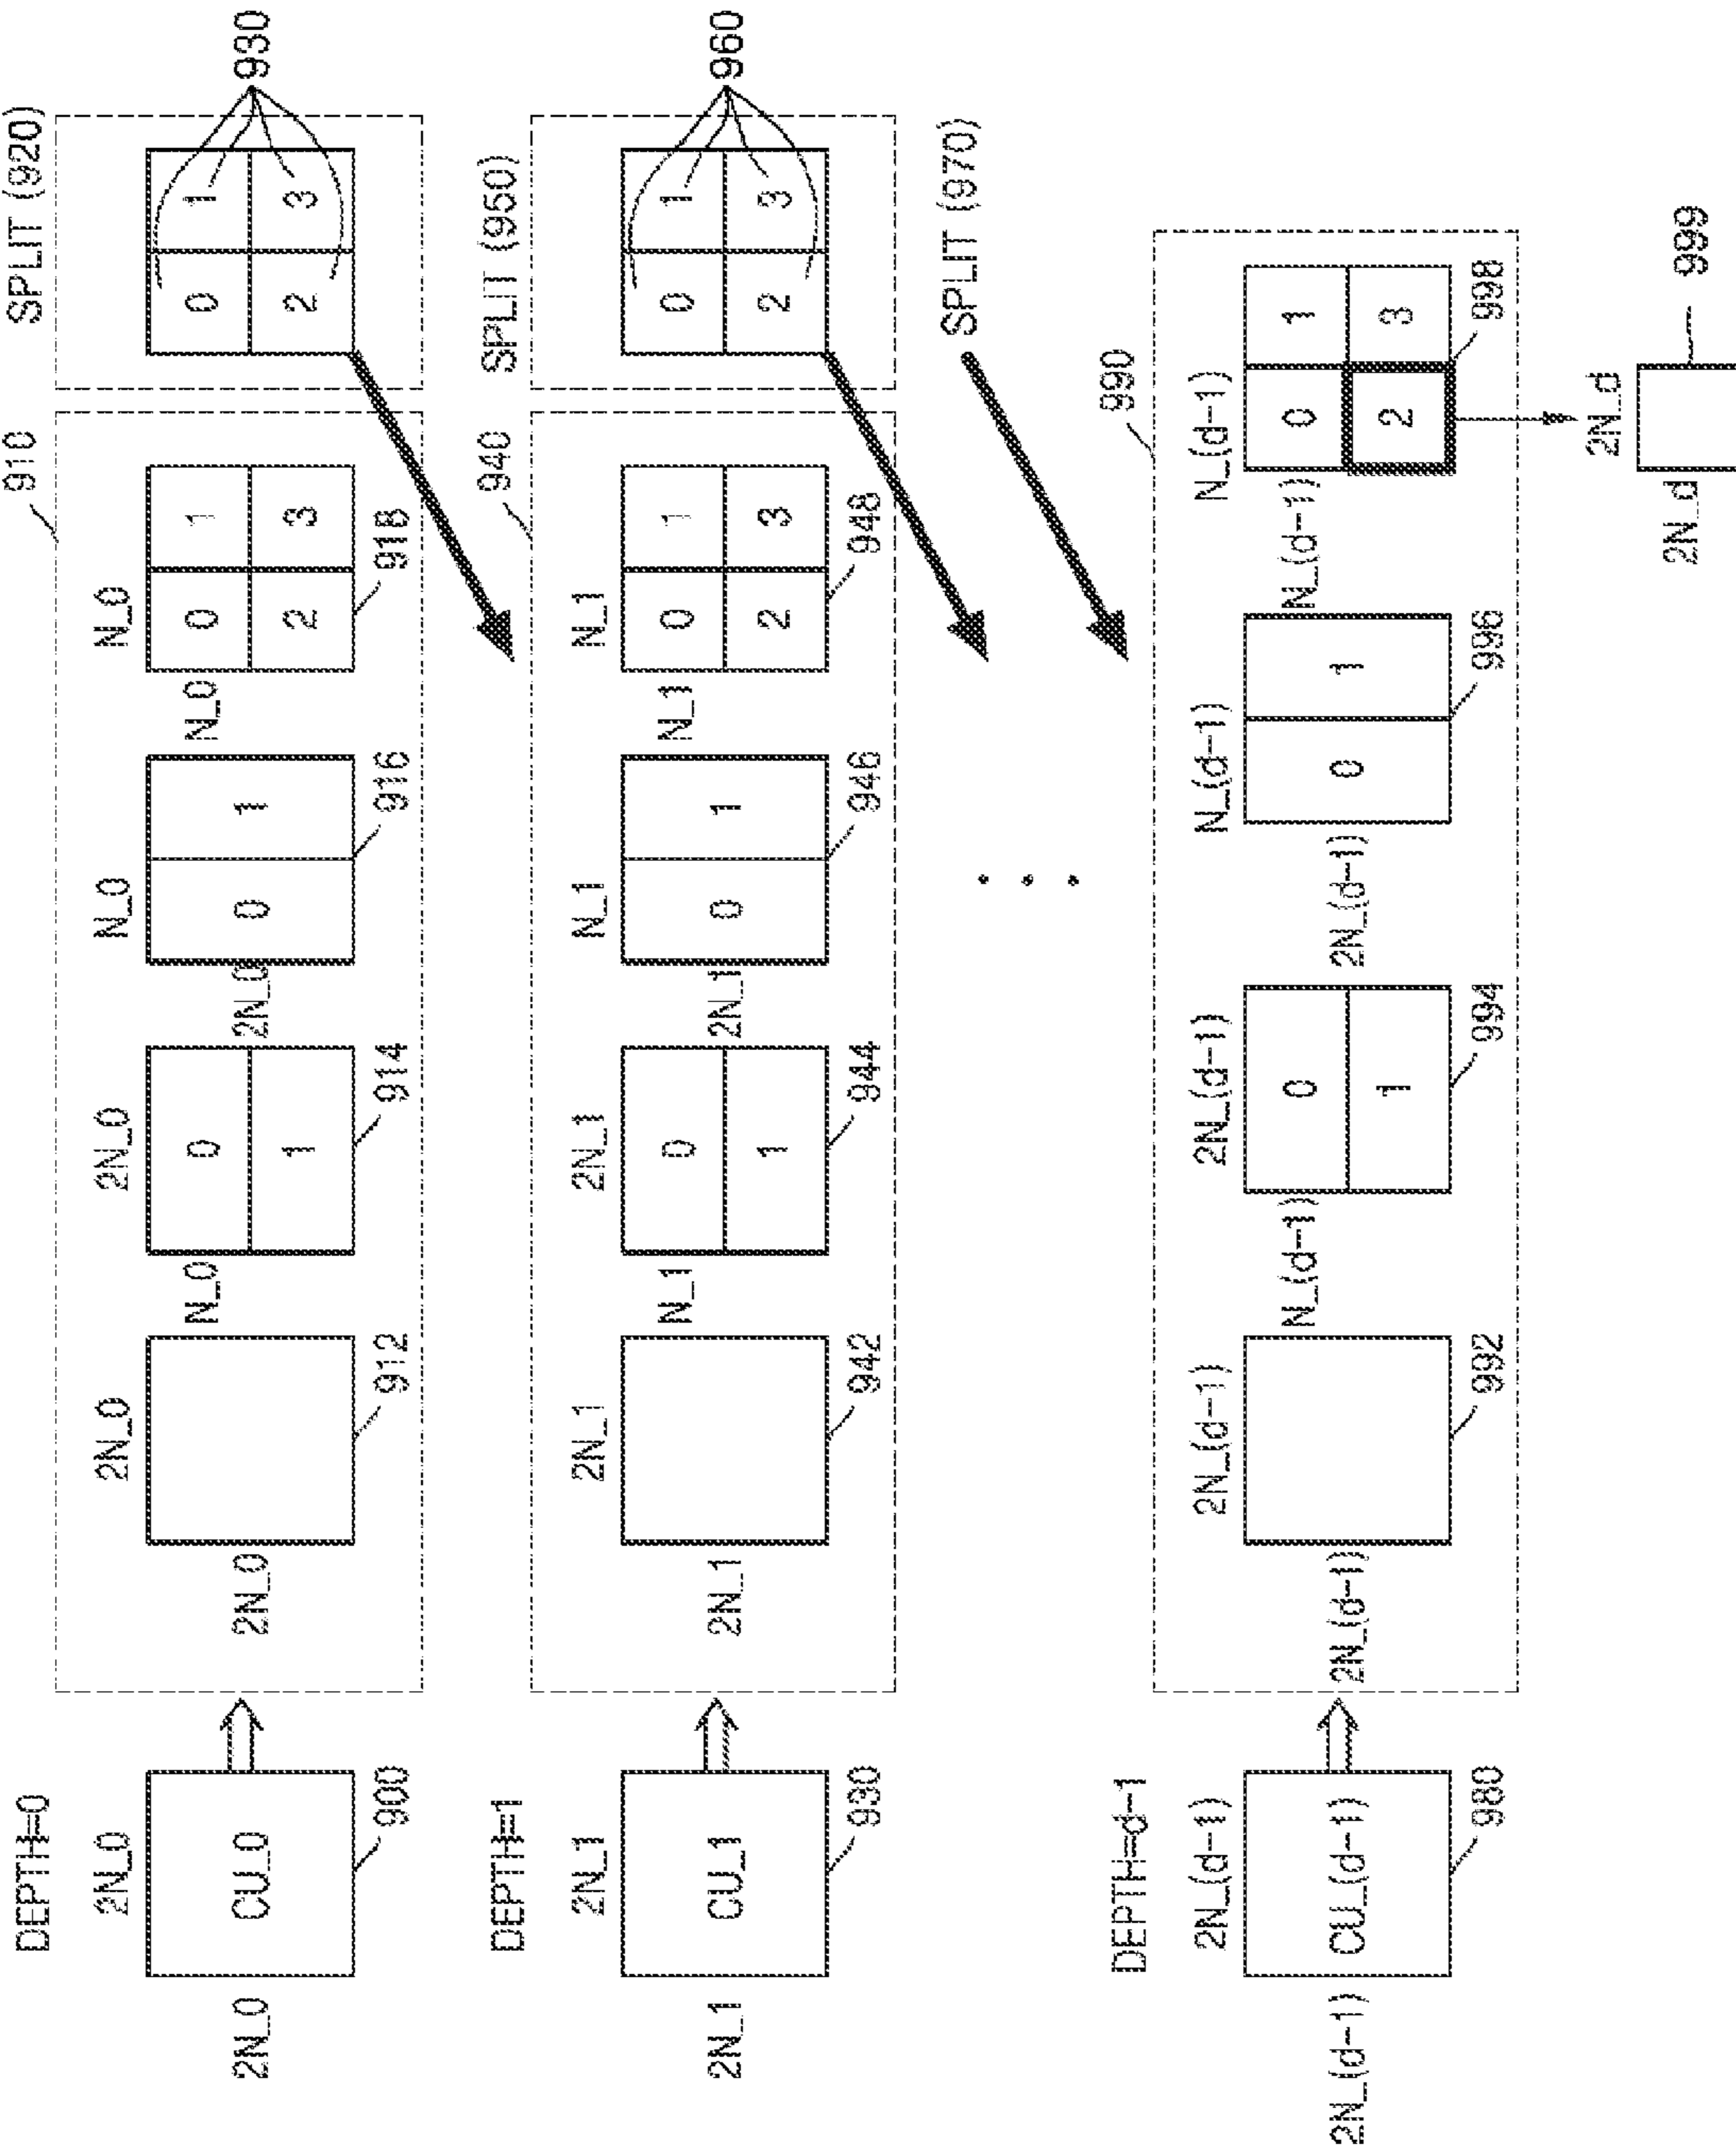 DEPTH=0
2N_0
2N_0
CU_0
900
910
2N_0
2N_0
912
2N_0
N_0
0
1
914
N_0
2N_0
0
1
916
N_0
N_0
0
1
2
3
918
SPLIT (920)
0
1
2
3
930
DEPTH=1
2N_1
2N_1
CU_1
930
940
2N_1
2N_1
942
2N_1
N_1
0
1
944
N_1
2N_1
0
1
946
N_1
N_1
0
1
2
3
948
SPLIT (950)
0
1
2
3
960
SPLIT (970)
DEPTH=d-1
2N_(d-1)
2N_(d-1)
CU_(d-1)
980
990
2N_(d-1)
2N_(d-1)
992
2N_(d-1)
N_(d-1)
0
1
994
N_(d-1)
2N_(d-1)
0
1
996
N_(d-1)
N_(d-1)
0
1
2
3
998
2N_d
2N_d
999